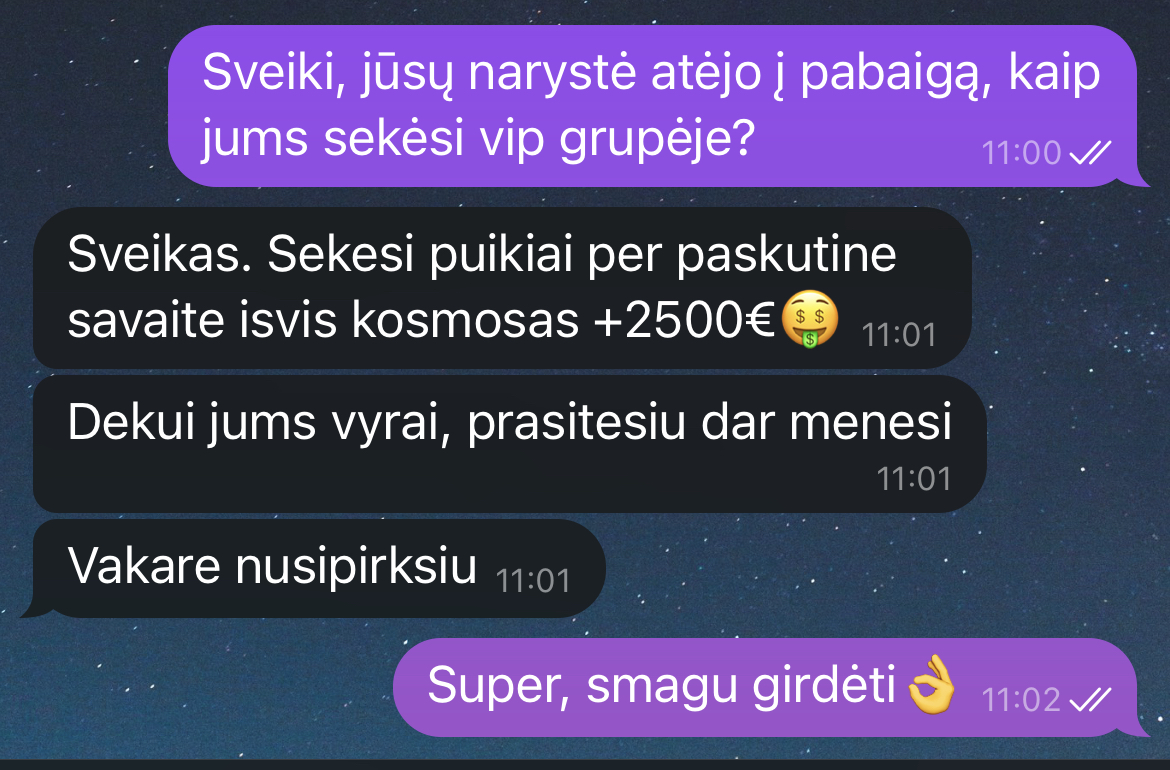 Sveiki, jūsų narystė atėjo į pabaigą, kaip
jums sekėsi vip grupėje?
11:00
Sveikas. Sekesi puikiai per paskutine
savaite isvis kosmosas +2500€🤑
11:01
Dekui jums vyrai, prasitesiu dar menesi
11:01
Vakare nusipirksiu 11:01
Super, smagu girdėti👌 11:02